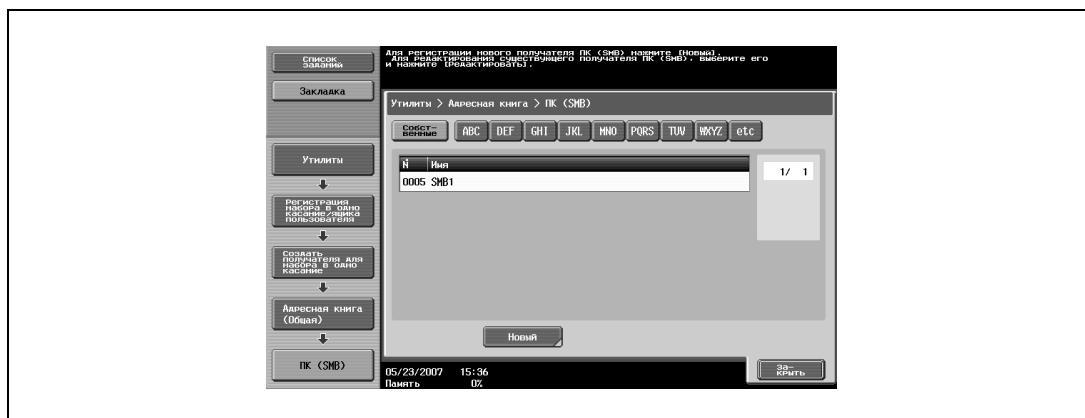 Список
заданий
Закладка
Для регистрации нового получателя ПК (SMB) нажмите [Новый].
Для редактирования существующего получателя ПК (SMB), выберите его
и нажмите [Редактировать].
Утилиты > Адресная книга > ПК (SMB)
Собст-
венные
ABC DEF GHI JKL MNO PQRS TUV WXYZ etc
N Имя
0005 SMB1
1/ 1
Утилиты
Регистрация
набора в одно
касание/ящика
пользователя
Создать
получателя для
набора в одно
касание
Адресная книга
(Общая)
ПК (SMB)
Новый
05/23/2007 15:36
Память 0%
За-
крыть